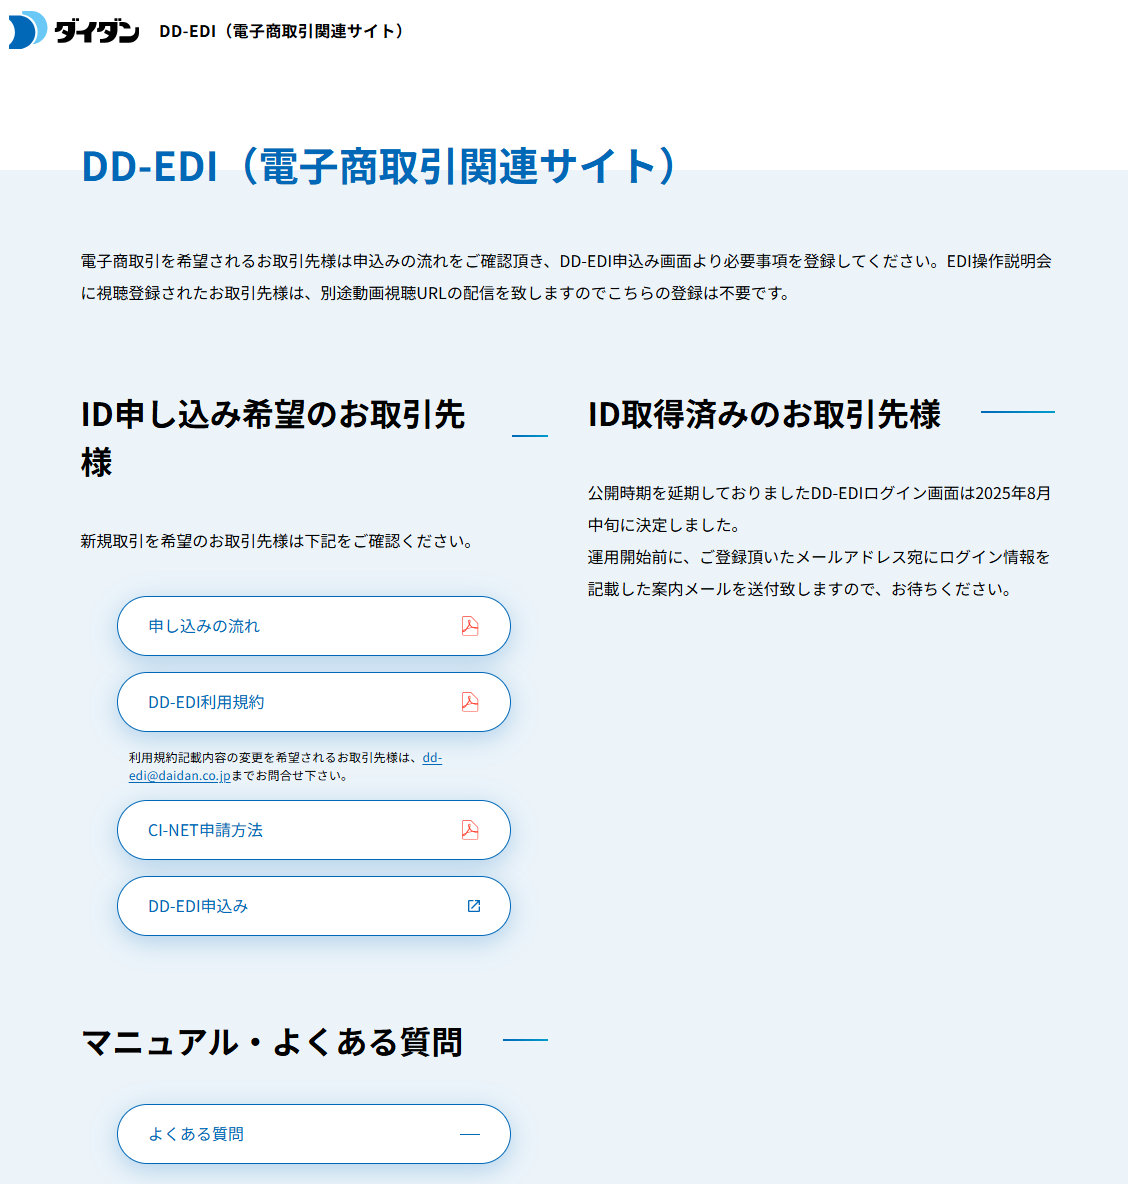 ダイダン DD-EDI（電子商取引関連サイト）
DD-EDI（電子商取引関連サイト）
電子商取引を希望されるお取引先様は申込みの流れをご確認頂き、DD-EDI申込み画面より必要事項を登録してください。EDI操作説明会
に視聴登録されたお取引先様は、別途動画視聴URLの配信を致しますのでこちらの登録は不要です。
ID申し込み希望のお取引先
様
新規取引を希望のお取引先様は下記をご確認ください。
申し込みの流れ
DD-EDI利用規約
利用規約記載内容の変更を希望されるお取引先様は、dd-
edi@daidan.co.jpまでお問合せ下さい。
CI-NET申請方法
DD-EDI申込み
ID取得済みのお取引先様
公開時期を延期しておりましたDD-EDIログイン画面は2025年8月
中旬に決定しました。
運用開始前に、ご登録頂いたメールアドレス宛にログイン情報を
記載した案内メールを送付致しますので、お待ちください。
マニュアル・よくある質問
よくある質問